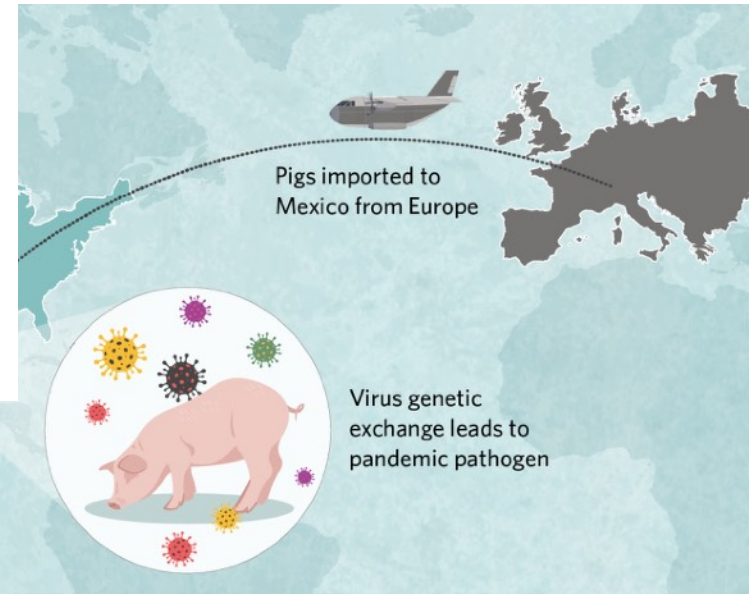 Pigs imported to
Mexico from Europe
Virus genetic
exchange leads to
pandemic pathogen